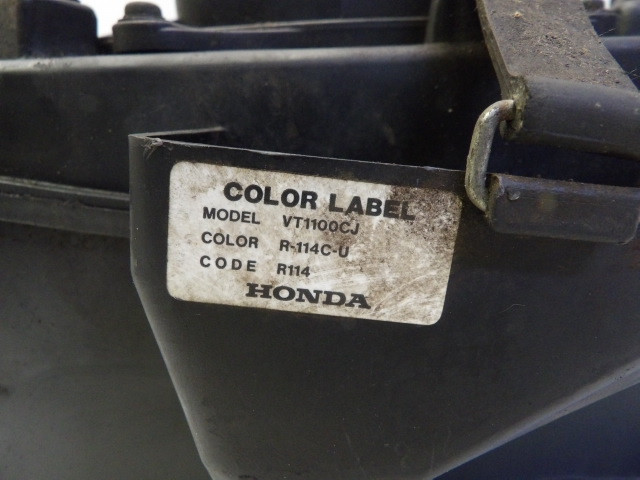 COLOR LABEL
MODEL VT1100CJ
COLOR R-114C-U
CODE R114
HONDA